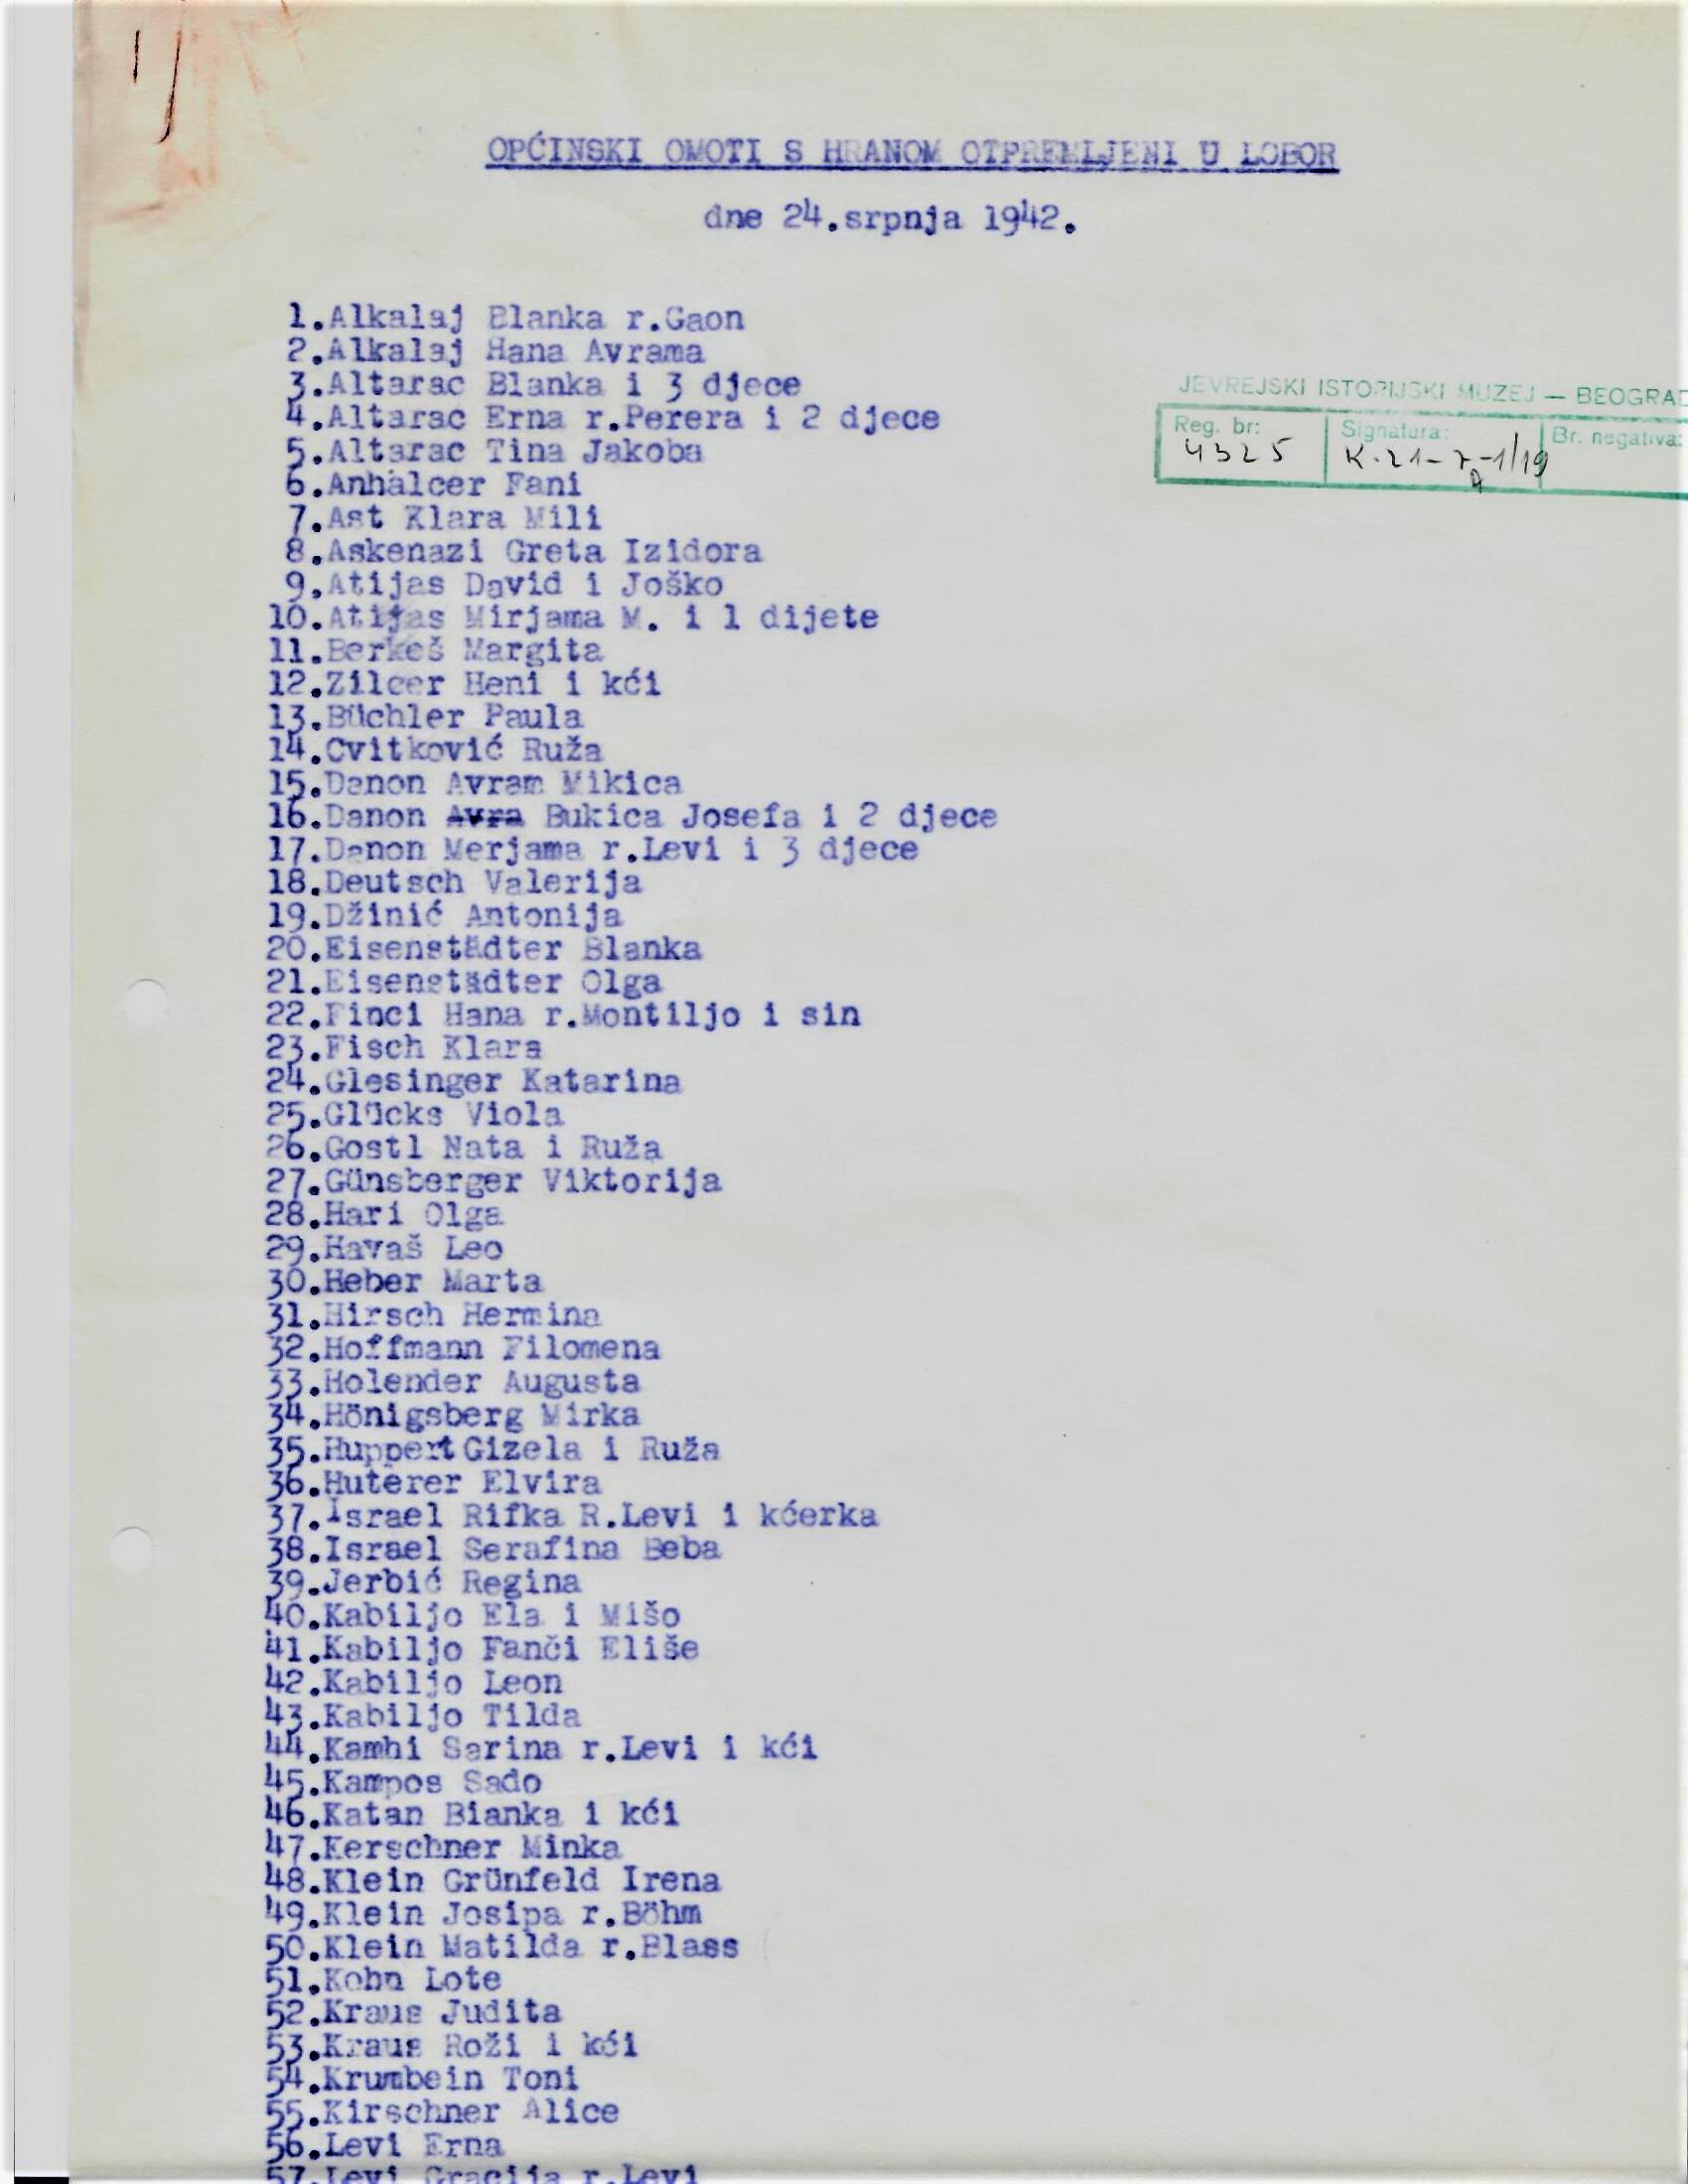 OPĆINSKI OMOTI S HRANOM OTPREMLJENI U LOBOR
dne 24.srpnja 1942.
JEVREJSKI ISTORIJSKI MUZEJ — BEOGRAD
Reg. br: Signatura: Br. negativa:
4325 K.21-7A-1/19
1.Alkalaj Blanka r.Gaon
2.Alkalaj Hana Avrama
3.Altarac Blanka i 3 djece
4.Altarac Erna r.Perera i 2 djece
5.Altarac Tina Jakoba
6.Anhalcer Fani
7.Ast Klara Mili
8.Askenazi Greta Izidora
9.Atijas David i Joško
10.Atijas Mirjama M. i 1 dijete
11.Berkeš Margita
12.Zilcer Heni i kći
13.Büchler Paula
14.Cvitković Ruža
15.Danon Avram Mikica
16.Danon Avra Bukica Josefa i 2 djece
17.Danon Merjama r.Levi i 3 djece
18.Deutsch Valerija
19.Džinić Antonija
20.Eisenstädter Blanka
21.Eisenstädter Olga
22.Finci Hana r.Montiljo i sin
23.Fisch Klara
24.Glesinger Katarina
25.Glücks Viola
26.Gostl Nata i Ruža
27.Günsberger Viktorija
28.Hari Olga
29.Havaš Leo
30.Heber Marta
31.Hirsch Hermina
32.Hoffmann Filomena
33.Holender Augusta
34.Hönigsberg Mirka
35.Huppert Gizela i Ruža
36.Huterer Elvira
37.Israel Rifka R.Levi i kćerka
38.Israel Serafina Beba
39.Jerbić Regina
40.Kabiljo Ela i Mišo
41.Kabiljo Fanči Eliše
42.Kabiljo Leon
43.Kabiljo Tilda
44.Kamhi Sarina r.Levi i kći
45.Kampos Sado
46.Katan Bianka i kći
47.Kerschner Minka
48.Klein Grünfeld Irena
49.Klein Josipa r.Böhm
50.Klein Matilda r.Blass
51.Kohn Lote
52.Kraus Judita
53.Kraus Roži i kći
54.Krumbein Toni
55.Kirschner Alice
56.Levi Erna
57.Levi Gracija r.Levi